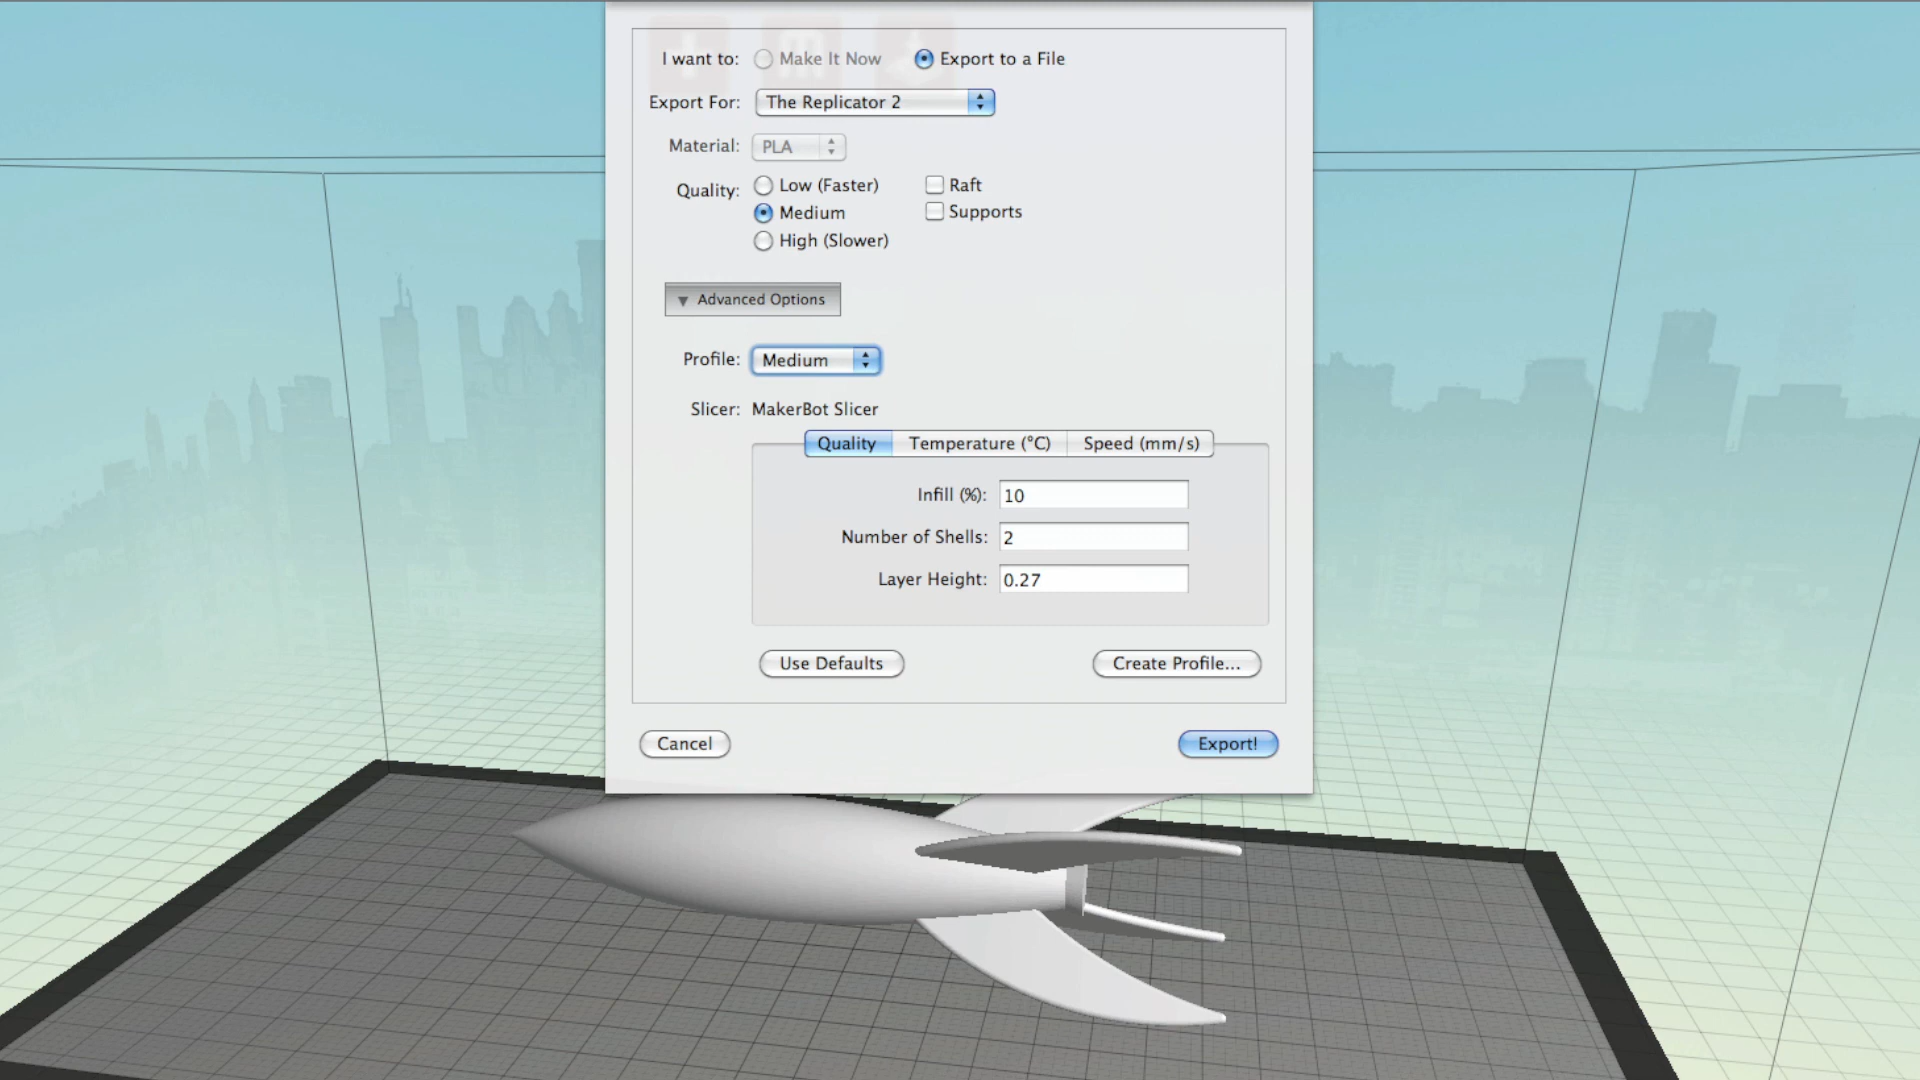 I want to: Make It Now Export to a File
Export For: The Replicator 2
Material: PLA
Quality: Low (Faster) Raft
Medium Supports
High (Slower)
Advanced Options
Profile: Medium
Slicer: MakerBot Slicer
Quality Temperature (°C) Speed (mm/s)
Infill (%): 10
Number of Shells: 2
Layer Height: 0.27
Use Defaults Create Profile...
Cancel Export!